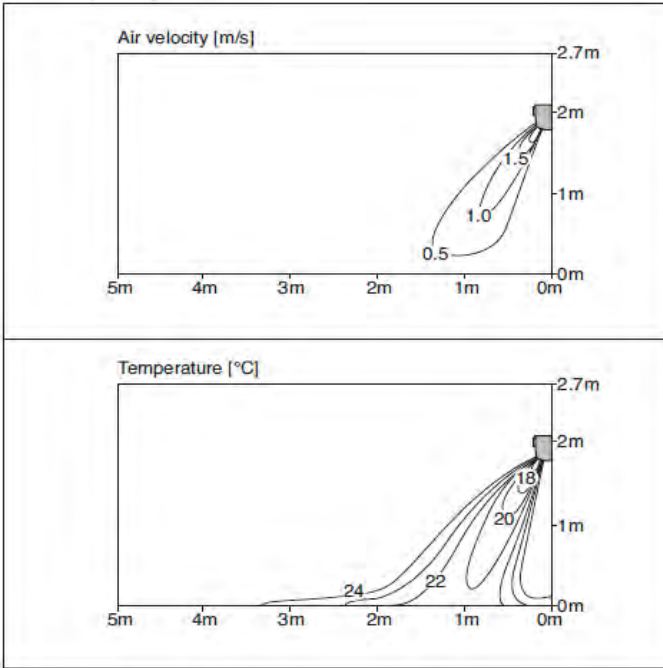 Air velocity [m/s]
2.7m
2m
1.5
1m
1.0
0.5
0m
5m 4m 3m 2m 1m 0m
Temperature [°C]
2.7m
2m
18
20
1m
22
24
0m
5m 4m 3m 2m 1m 0m